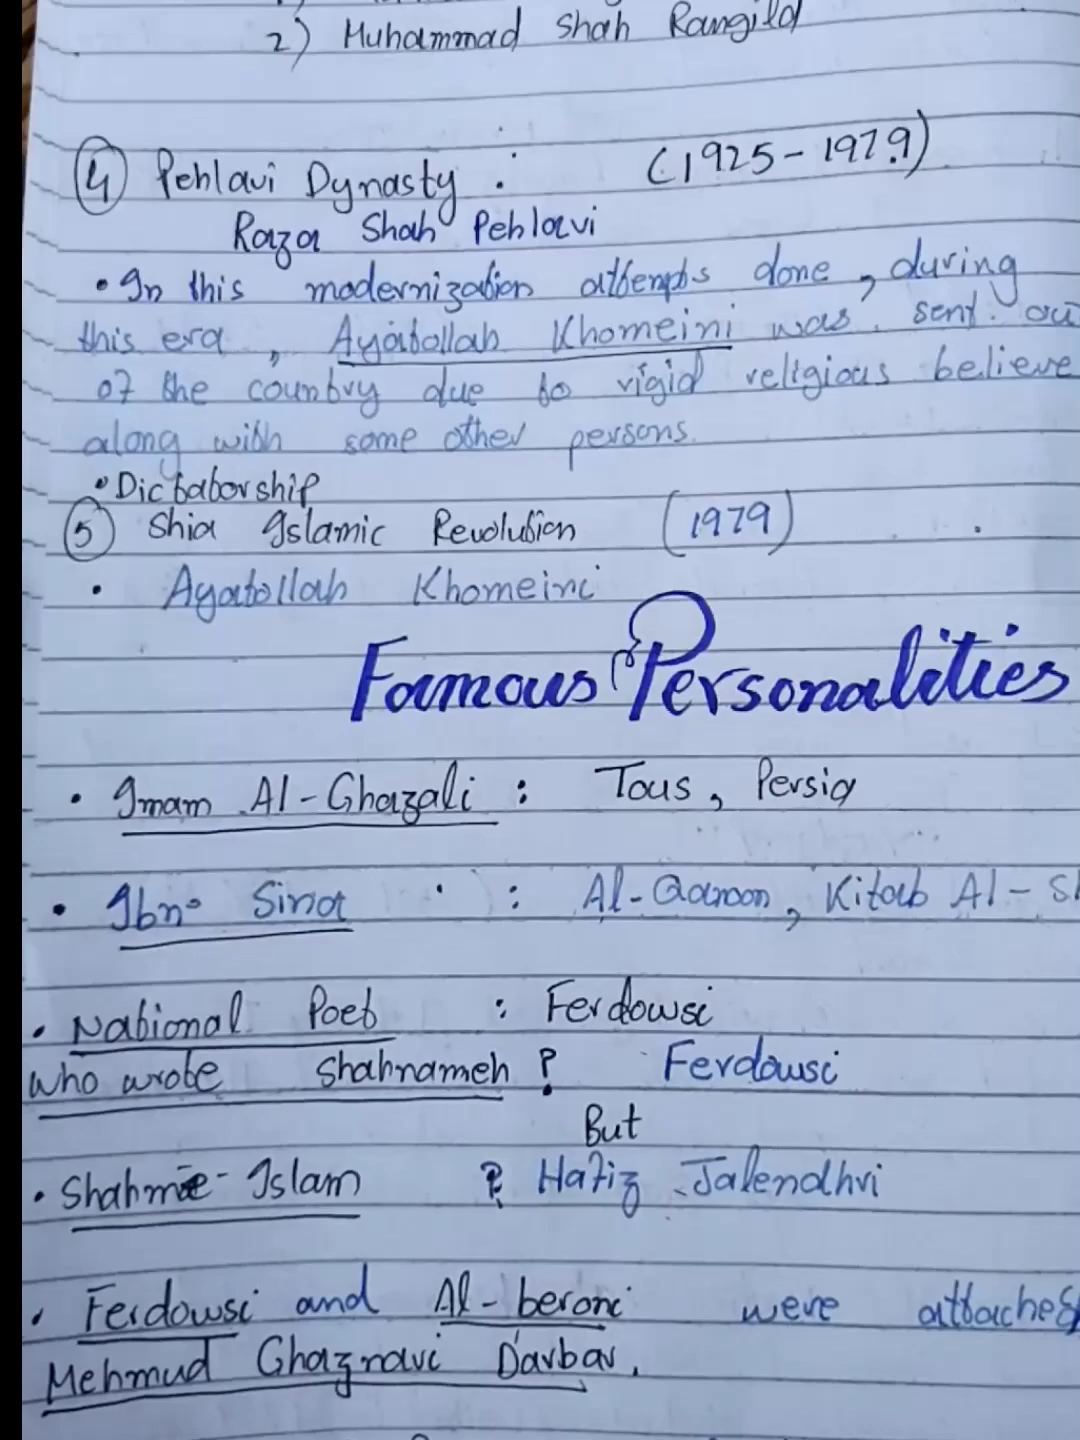 2) Muhammad Shah Rangila
4 Pehlavi Dynasty : (1925-1979)
Raza Shah Pehlavi
• In this modernization attempts done, during
this era, Ayatollah Khomeini was sent ou
of the country due to rigid religious believe
along with some other persons.
• Dictatorship
5 Shia Islamic Revolution (1979)
• Ayatollah Khomeini
Famous Personalities
• Imam Al-Ghazali : Tous, Persia
• Ibn Sina : Al-Qanoon, Kitab Al-S
• National Poet : Ferdowsi
Who wrote Shahnameh ? Ferdowsi
But
• Shahnie-Islam ? Hafiz Jalendhri
• Ferdowsi and Al-beroni were attached
Mehmud Ghaznavi Darbar.